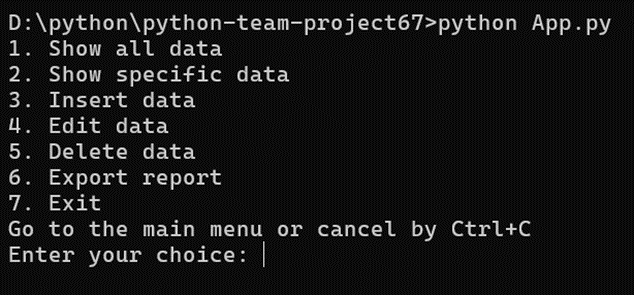 D:\python\python-team-project67>python App.py
1. Show all data
2. Show specific data
3. Insert data
4. Edit data
5. Delete data
6. Export report
7. Exit
Go to the main menu or cancel by Ctrl+C
Enter your choice: